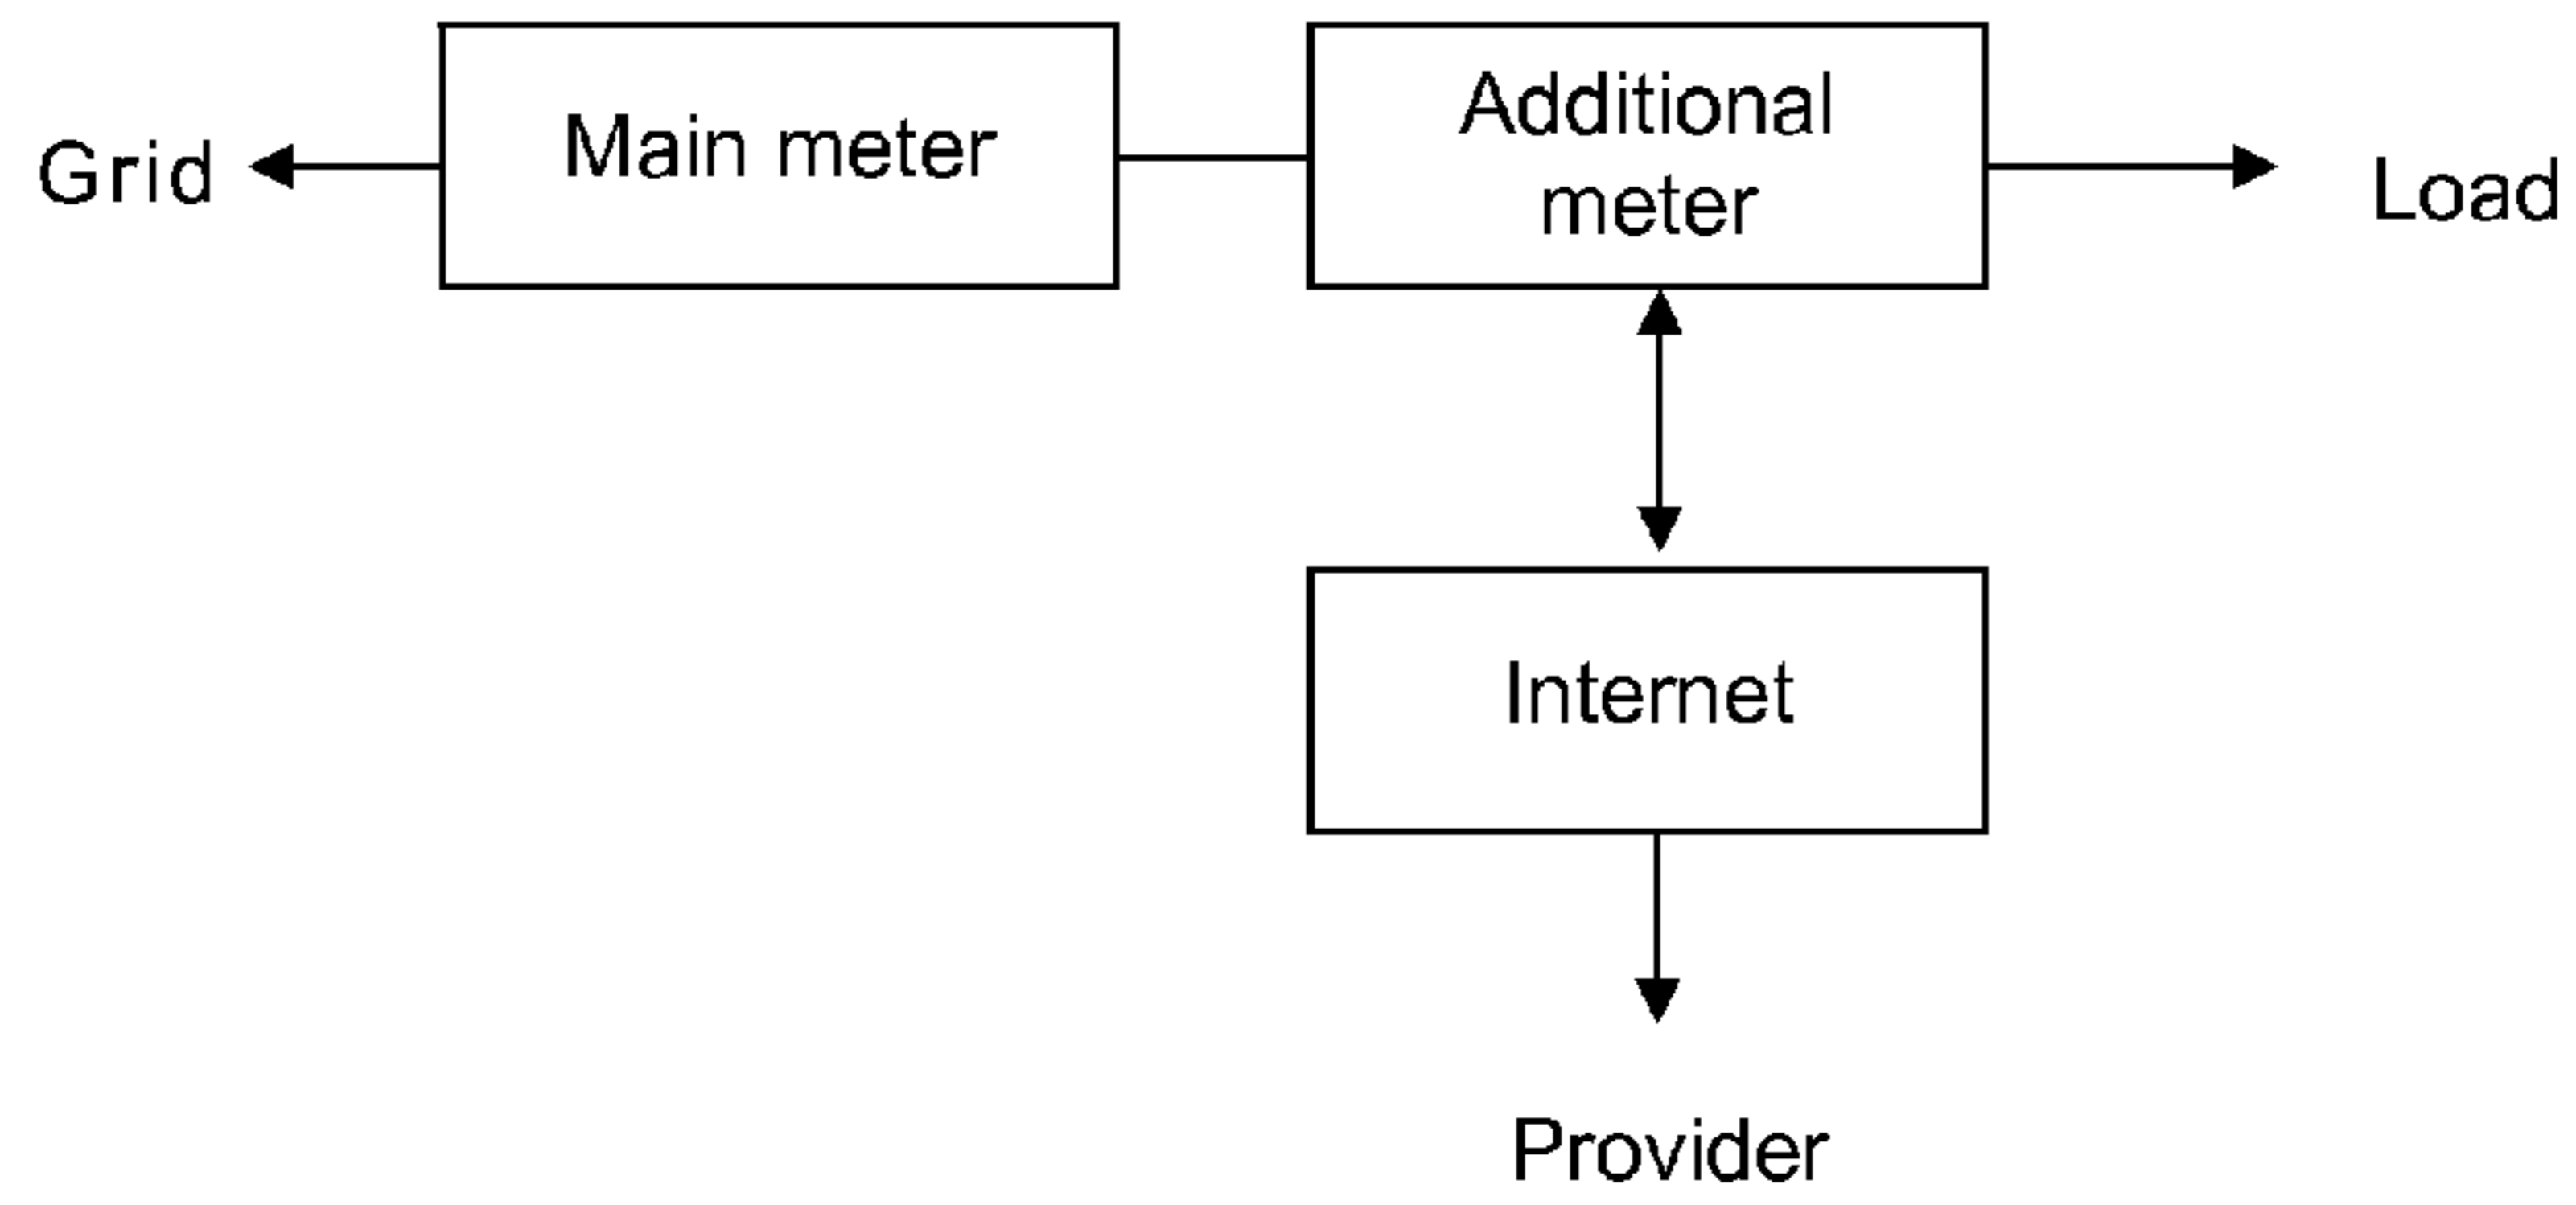 Grid
Main meter
Additional
meter
Load
Internet
Provider